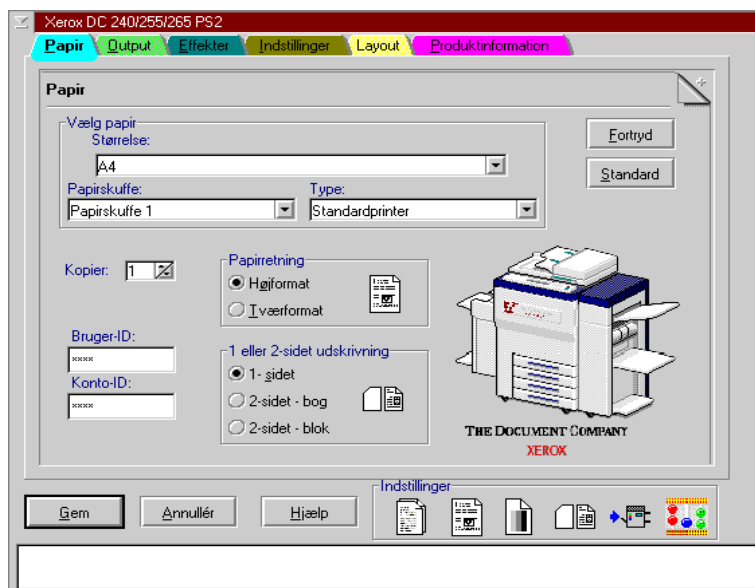 Xerox DC 240/255/265 PS2
Papir Output Effekter Indstillinger Layout Produktinformation
Papir
Vælg papir
Størrelse:
A4
Fortryd
Standard
Papirskuffe: Type:
Papirskuffe 1 Standardprinter
Kopier: 1
Papirretning
Højformat
Tværformat
Bruger-ID:
****
Konto-ID:
****
1 eller 2-sidet udskrivning
1- sidet
2-sidet - bog
2-sidet - blok
THE DOCUMENT COMPANY
XEROX
Gem Annullér Hjælp
Indstillinger